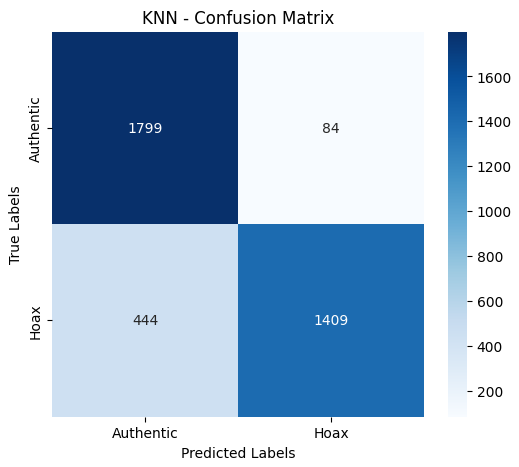 KNN - Confusion Matrix
True Labels
Authentic
1799
84
Hoax
444
1409
Authentic
Hoax
Predicted Labels
1600
1400
1200
1000
800
600
400
200